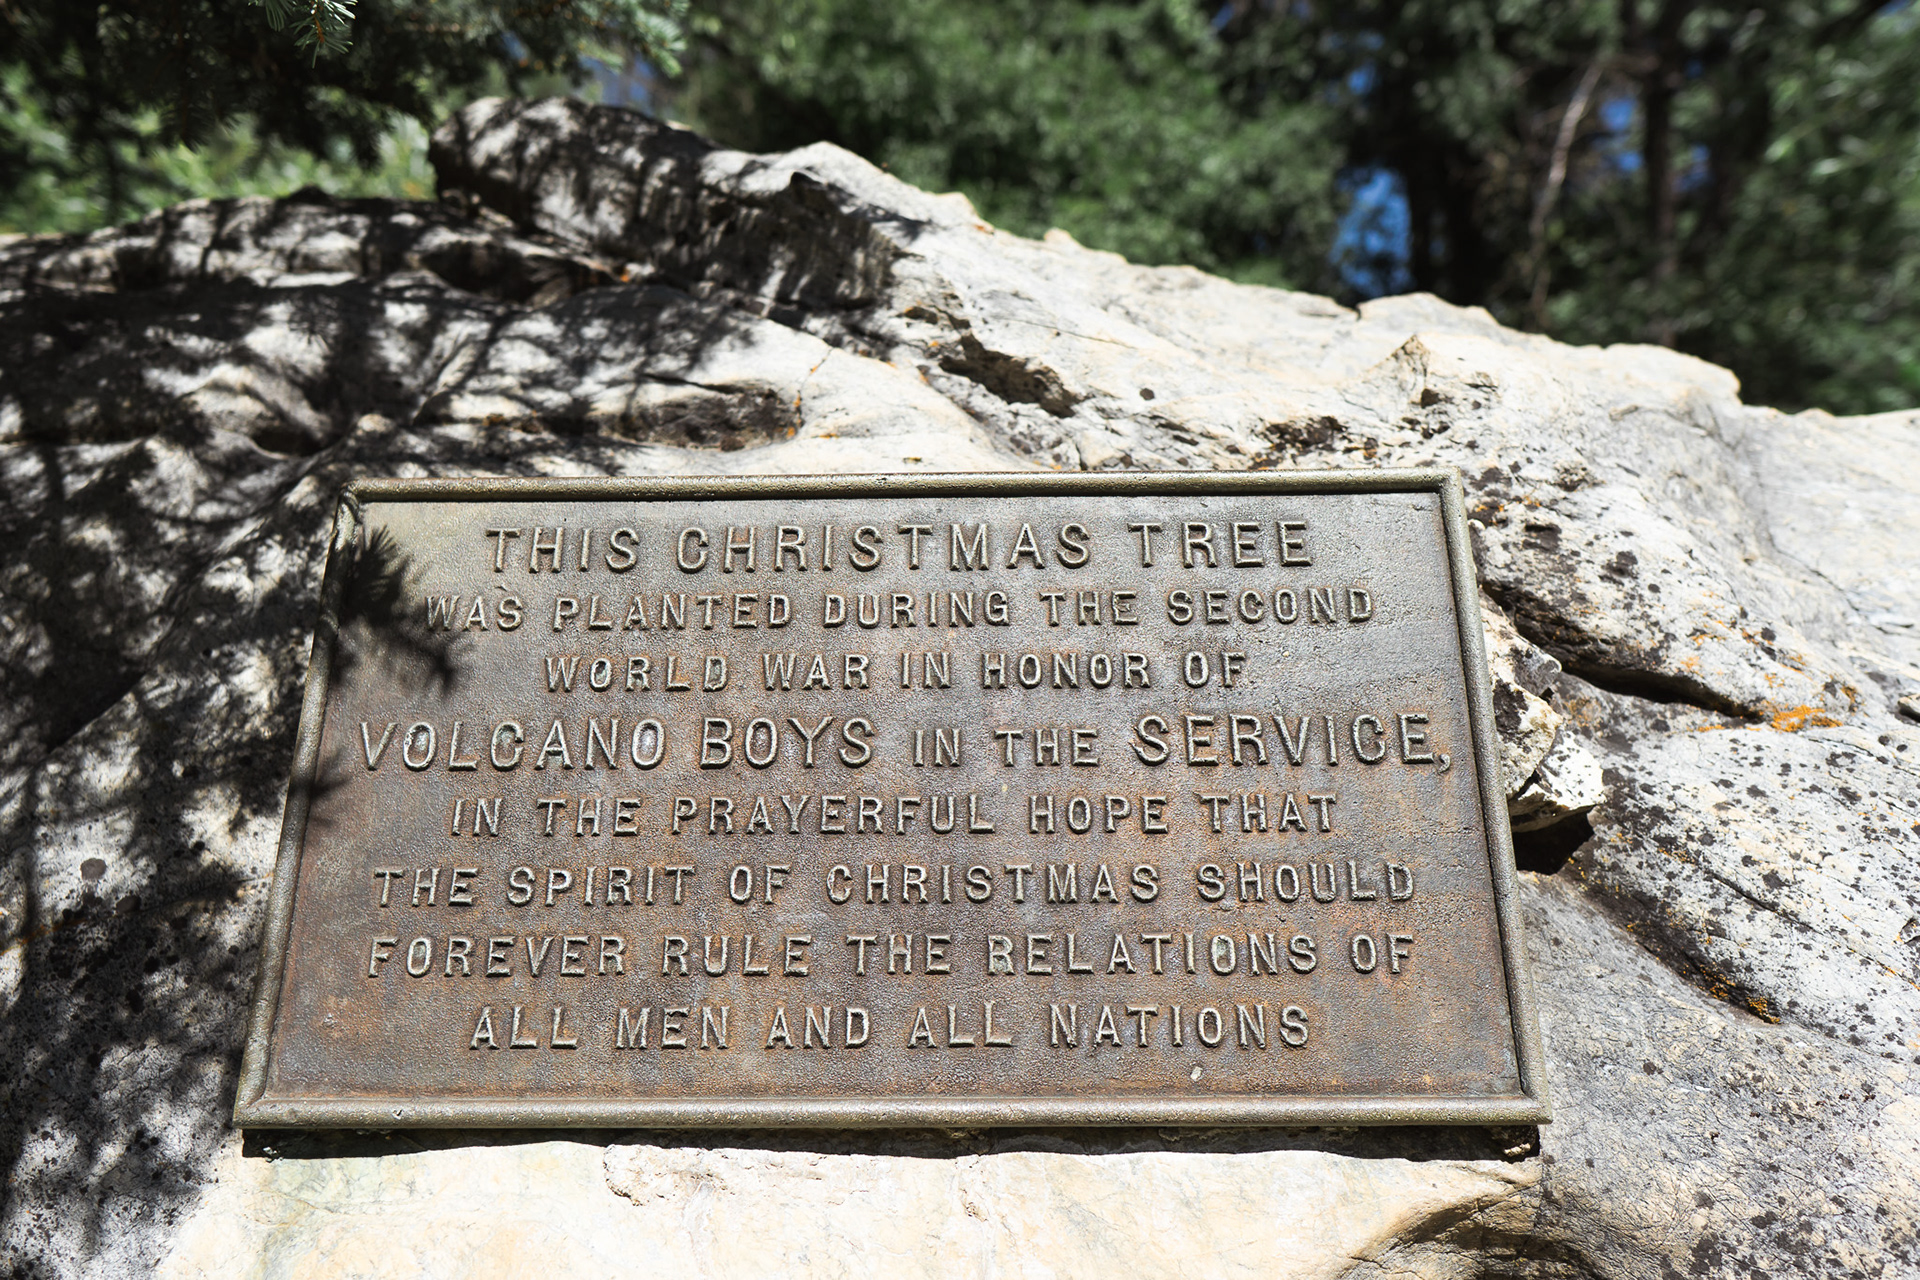 THIS CHRISTMAS TREE
WAS PLANTED DURING THE SECOND
WORLD WAR IN HONOR OF
VOLCANO BOYS IN THE SERVICE,
IN THE PRAYERFUL HOPE THAT
THE SPIRIT OF CHRISTMAS SHOULD
FOREVER RULE THE RELATIONS OF
ALL MEN AND ALL NATIONS